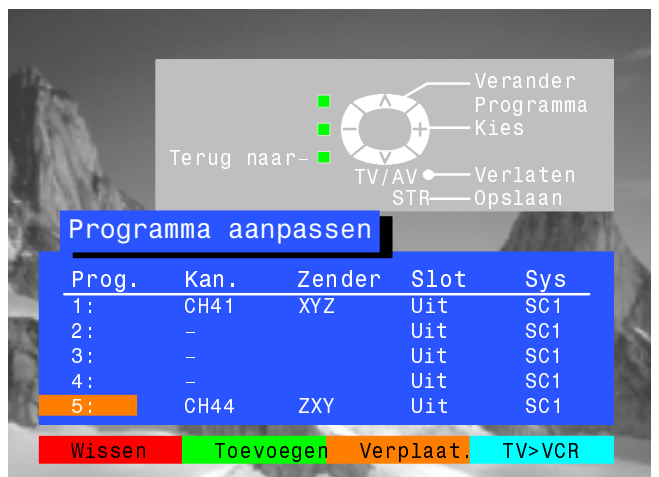 Verander
Programma
Kies
Terug naar
TV/AV Verlaten
STR Opslaan
Programma aanpassen
Prog. Kan. Zender Slot Sys
1: CH41 XYZ Uit SC1
2: – Uit SC1
3: – Uit SC1
4: – Uit SC1
5: CH44 ZXY Uit SC1
Wissen Toevoegen Verplaat. TV>VCR